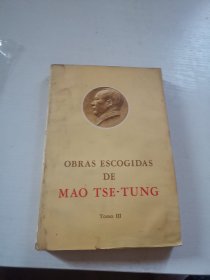 OBRAS ESCOGIDAS
DE
MAO TSE-TUNG
Tomo III